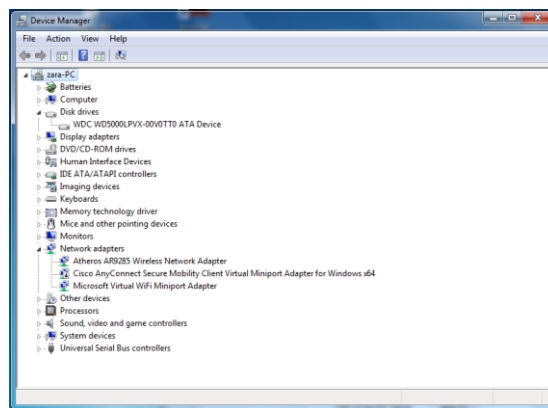 Device Manager
File Action View Help
zara-PC
Batteries
Computer
Disk drives
WDC WD5000LPVX-00V0TT0 ATA Device
Display adapters
DVD/CD-ROM drives
Human Interface Devices
IDE ATA/ATAPI controllers
Imaging devices
Keyboards
Memory technology driver
Mice and other pointing devices
Monitors
Network adapters
Atheros AR9285 Wireless Network Adapter
Cisco AnyConnect Secure Mobility Client Virtual Miniport Adapter for Windows x64
Microsoft Virtual WiFi Miniport Adapter
Other devices
Processors
Sound, video and game controllers
System devices
Universal Serial Bus controllers